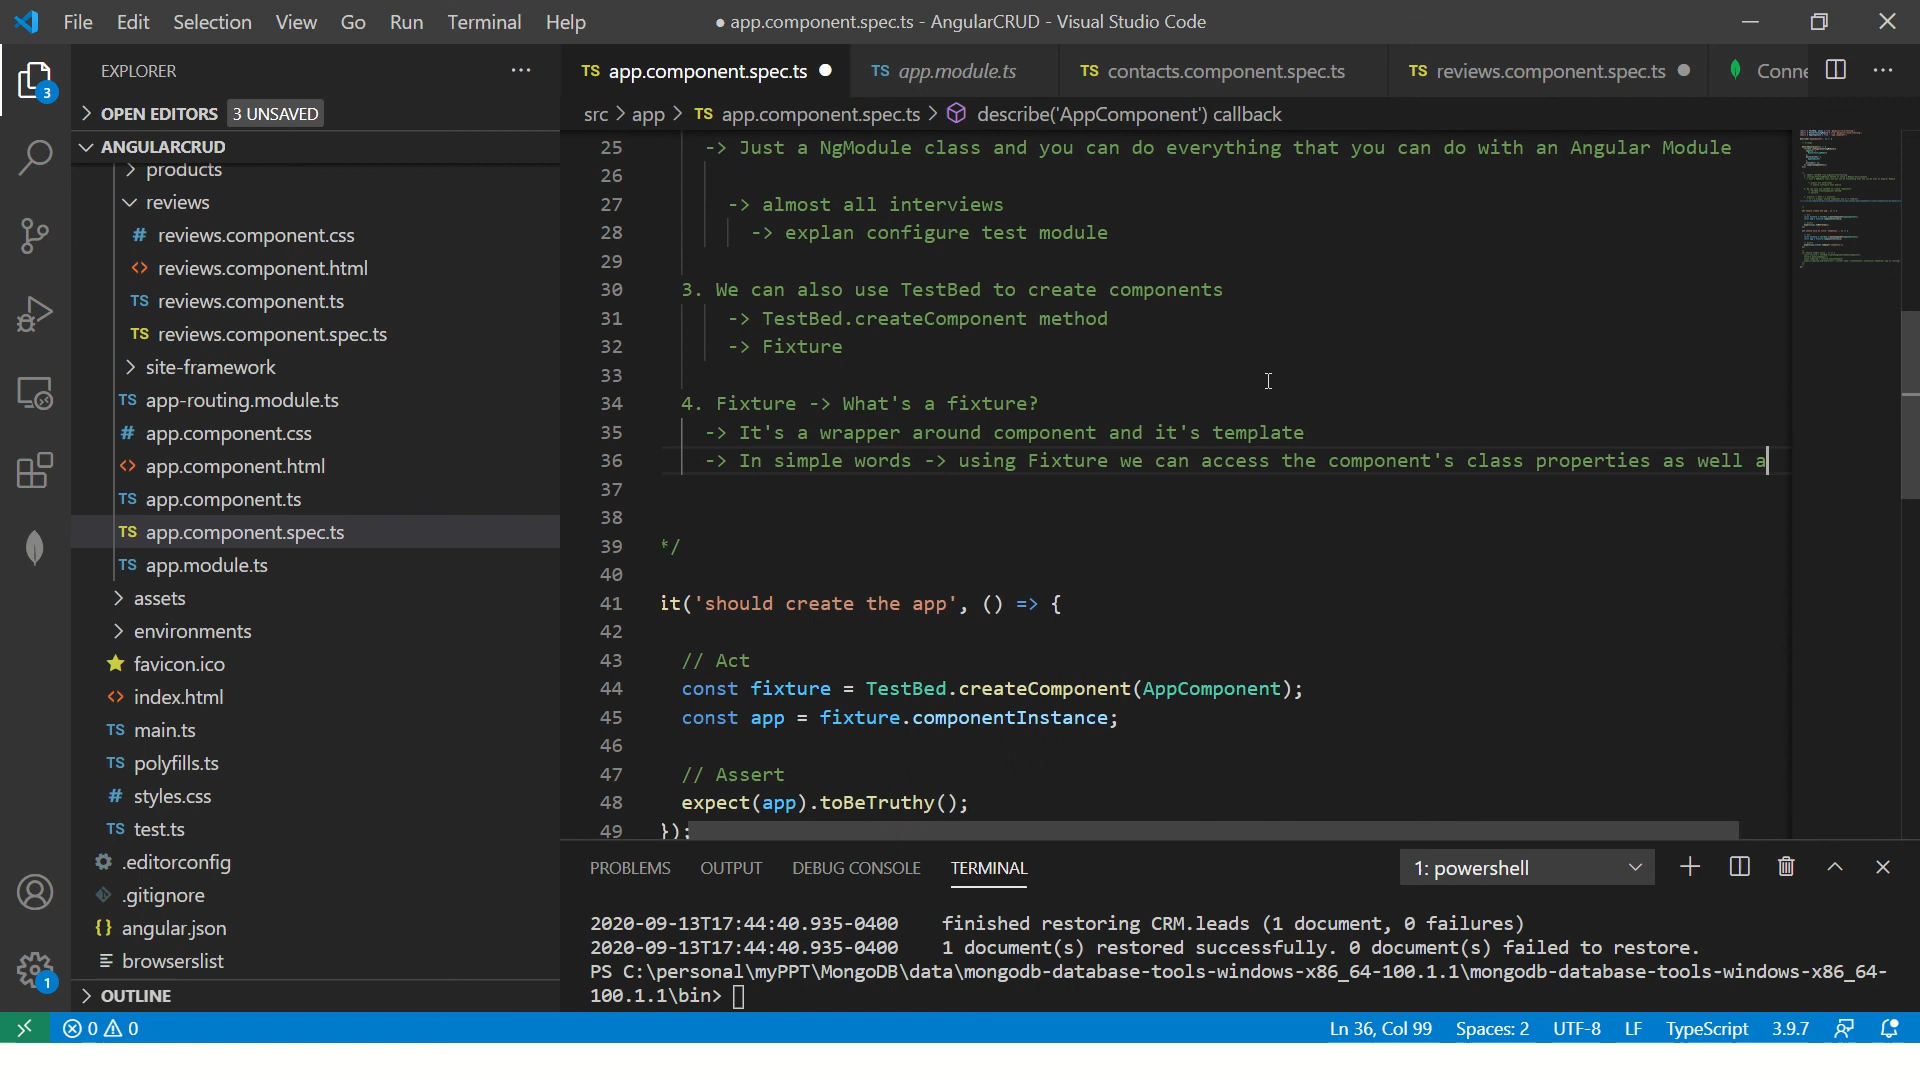 File Edit Selection View Go Run Terminal Help ● app.component.spec.ts - AngularCRUD - Visual Studio Code
EXPLORER
TS app.component.spec.ts ●
TS app.module.ts
TS contacts.component.spec.ts
TS reviews.component.spec.ts ●
Conne
OPEN EDITORS 3 UNSAVED
src > app > TS app.component.spec.ts > describe('AppComponent') callback
3
ANGULARCRUD
products
reviews
# reviews.component.css
<> reviews.component.html
TS reviews.component.ts
TS reviews.component.spec.ts
site-framework
TS app-routing.module.ts
# app.component.css
<> app.component.html
TS app.component.ts
TS app.component.spec.ts
TS app.module.ts
assets
environments
favicon.ico
<> index.html
TS main.ts
TS polyfills.ts
# styles.css
TS test.ts
.editorconfig
.gitignore
{} angular.json
browserslist
OUTLINE
1
25 -> Just a NgModule class and you can do everything that you can do with an Angular Module
26
27 -> almost all interviews
28 -> explan configure test module
29
30 3. We can also use TestBed to create components
31 -> TestBed.createComponent method
32 -> Fixture
33
34 4. Fixture -> What's a fixture?
35 -> It's a wrapper around component and it's template
36 -> In simple words -> using Fixture we can access the component's class properties as well a
37
38
39 */
40
41 it('should create the app', () => {
42
43 // Act
44 const fixture = TestBed.createComponent(AppComponent);
45 const app = fixture.componentInstance;
46
47 // Assert
48 expect(app).toBeTruthy();
49 });
PROBLEMS OUTPUT DEBUG CONSOLE TERMINAL 1: powershell
2020-09-13T17:44:40.935-0400 finished restoring CRM.leads (1 document, 0 failures)
2020-09-13T17:44:40.935-0400 1 document(s) restored successfully. 0 document(s) failed to restore.
PS C:\personal\myPPT\MongoDB\data\mongodb-database-tools-windows-x86_64-100.1.1\mongodb-database-tools-windows-x86_64-
100.1.1\bin>
0 0 Ln 36, Col 99 Spaces: 2 UTF-8 LF TypeScript 3.9.7